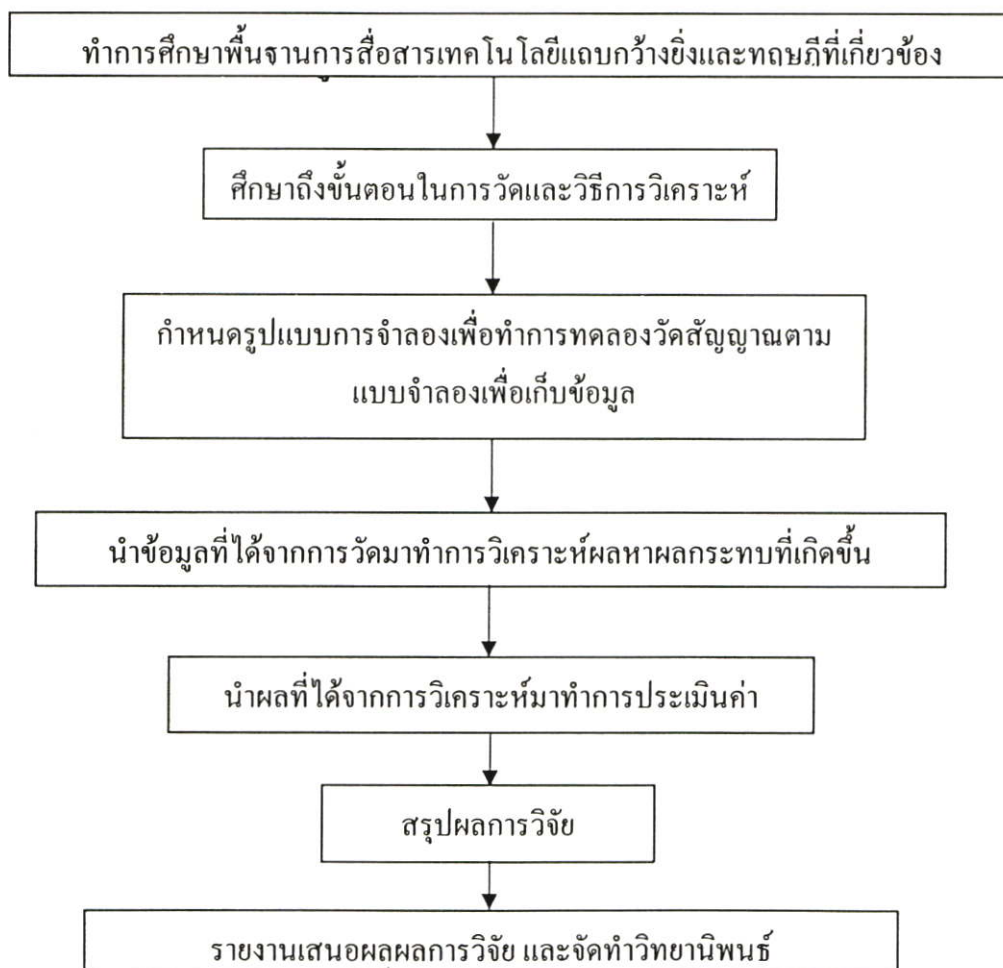 ทำการศึกษาพื้นฐานการสื่อสารเทคโนโลยีแถบกว้างยิ่งและทฤษฎีที่เกี่ยวข้อง
ศึกษาถึงขั้นตอนในการวัดและวิธีการวิเคราะห์
กำหนดรูปแบบการจำลองเพื่อทำการทดลองวัดสัญญาณตาม
แบบจำลองเพื่อเก็บข้อมูล
นำข้อมูลที่ได้จากการวัดมาทำการวิเคราะห์ผลหาผลกระทบที่เกิดขึ้น
นำผลที่ได้จากการวิเคราะห์มาทำการประเมินค่า
สรุปผลการวิจัย
รายงานเสนอผลผลการวิจัย และจัดทำวิทยานิพนธ์